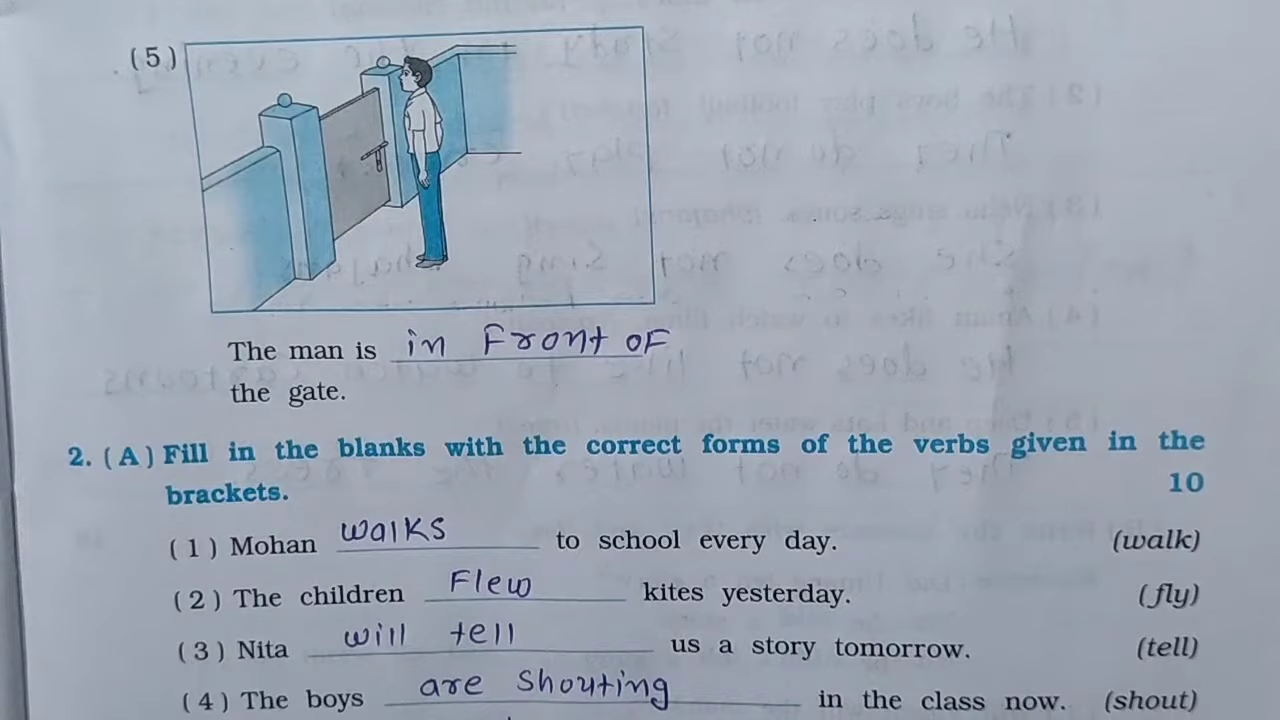 (5)
The man is in Front of
the gate.
2. (A) Fill in the blanks with the correct forms of the verbs given in the
brackets. 10
(1) Mohan walks to school every day. (walk)
(2) The children Flew kites yesterday. (fly)
(3) Nita will tell us a story tomorrow. (tell)
(4) The boys are shouting in the class now. (shout)